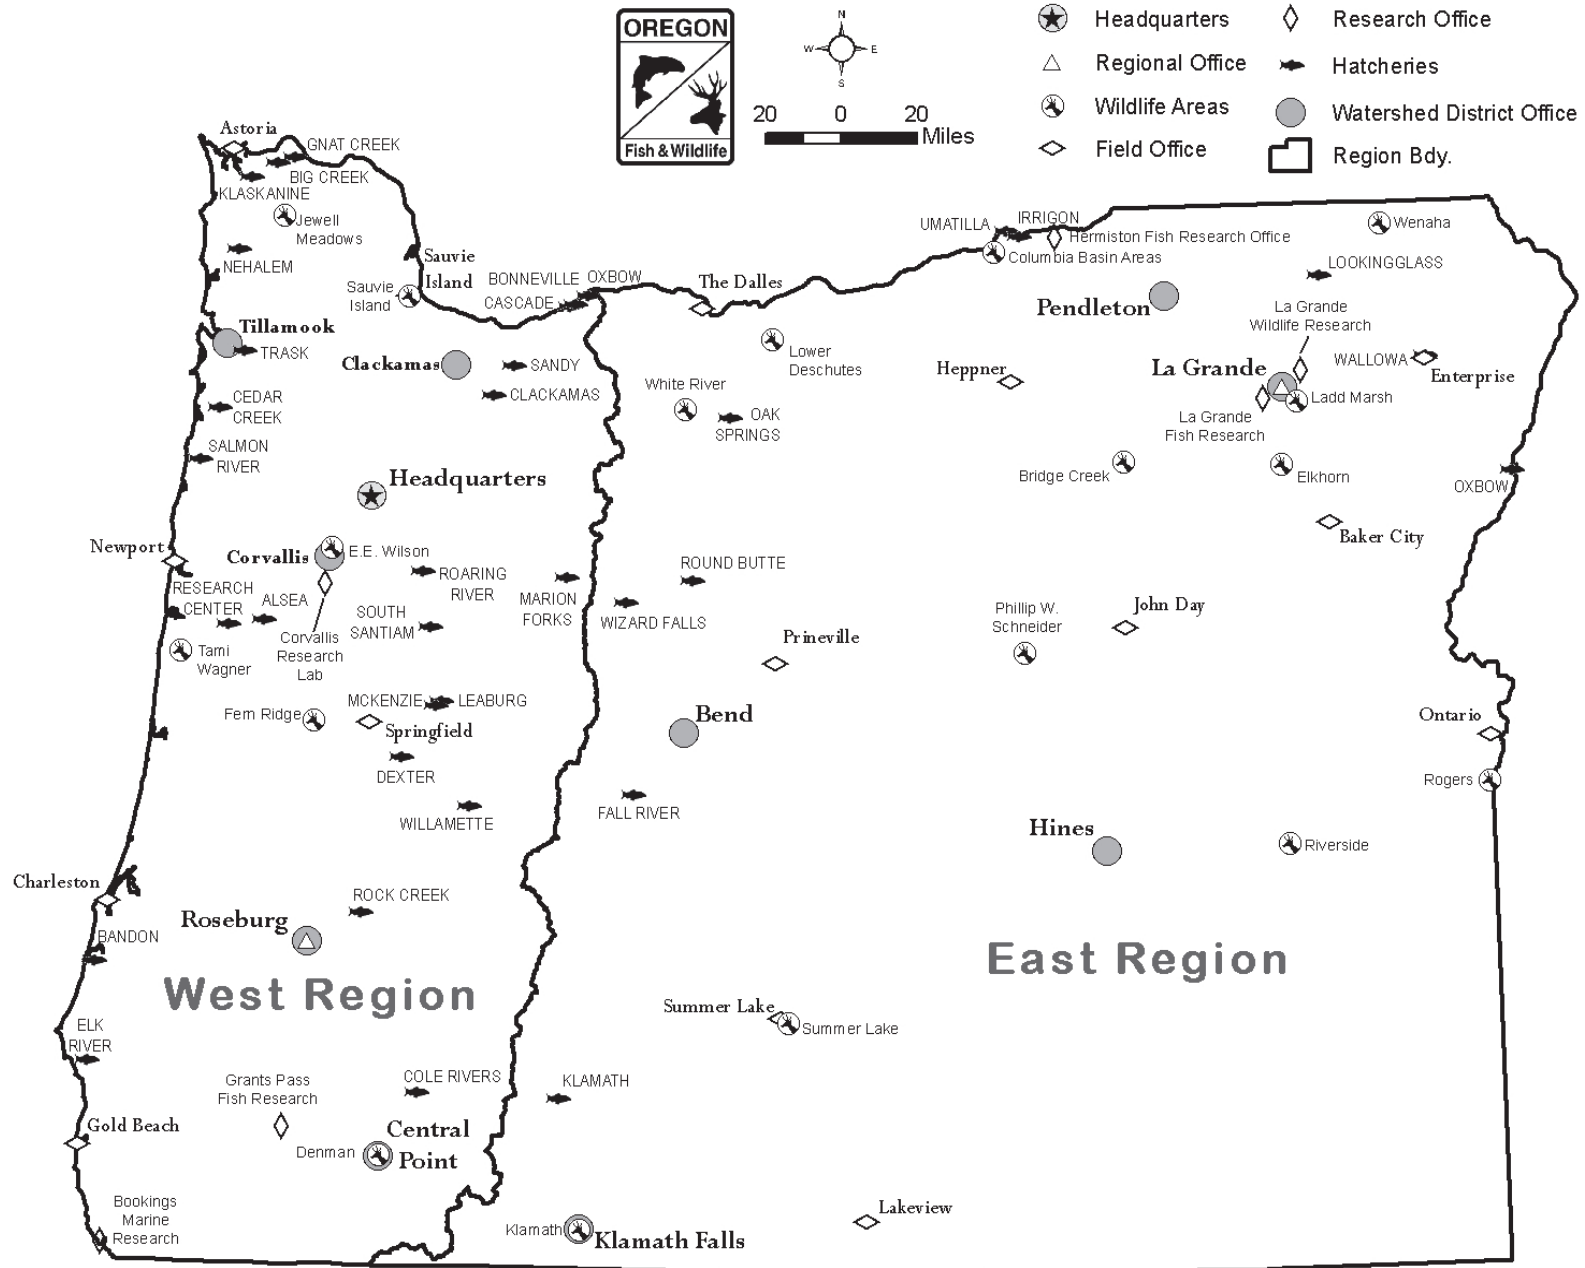 OREGON
Fish & Wildlife
N
W
E
S
20
0
20
Miles
Headquarters
Regional Office
Wildlife Areas
Field Office
Research Office
Hatcheries
Watershed District Office
Region Bdy.
Astoria
GNAT CREEK
BIG CREEK
KLASKANINE
Jewell
Meadows
NEHALEM
Sauvie
Island
Sauvie
Island
BONNEVILLE
OXBOW
CASCADE
The Dalles
UMATILLA
IRRIGON
Hermiston Fish Research Office
Columbia Basin Areas
Wenaha
LOOKINGGLASS
Pendleton
La Grande
Wildlife Research
Tillamook
TRASK
Clackamas
SANDY
CLACKAMAS
Lower
Deschutes
White River
OAK
SPRINGS
Heppner
La Grande
WALLOWA
Enterprise
Ladd Marsh
La Grande
Fish Research
CEDAR
CREEK
SALMON
RIVER
Headquarters
Bridge Creek
Elkhorn
OXBOW
Baker City
Newport
Corvallis
E.E. Wilson
ROARING
RIVER
MARION
FORKS
ROUND BUTTE
WIZARD FALLS
RESEARCH
CENTER
ALSEA
SOUTH
SANTIAM
Corvallis
Research
Lab
Tami
Wagner
Phillip W.
Schneider
John Day
Prineville
MCKENZIE
LEABURG
Fern Ridge
Springfield
Bend
Ontario
DEXTER
Rogers
WILLAMETTE
FALL RIVER
Hines
Riverside
Charleston
ROCK CREEK
Roseburg
BANDON
West Region
East Region
Summer Lake
Summer Lake
ELK
RIVER
Grants Pass
Fish Research
COLE RIVERS
KLAMATH
Gold Beach
Central
Point
Denman
Bookings
Marine
Research
Klamath
Klamath Falls
Lakeview